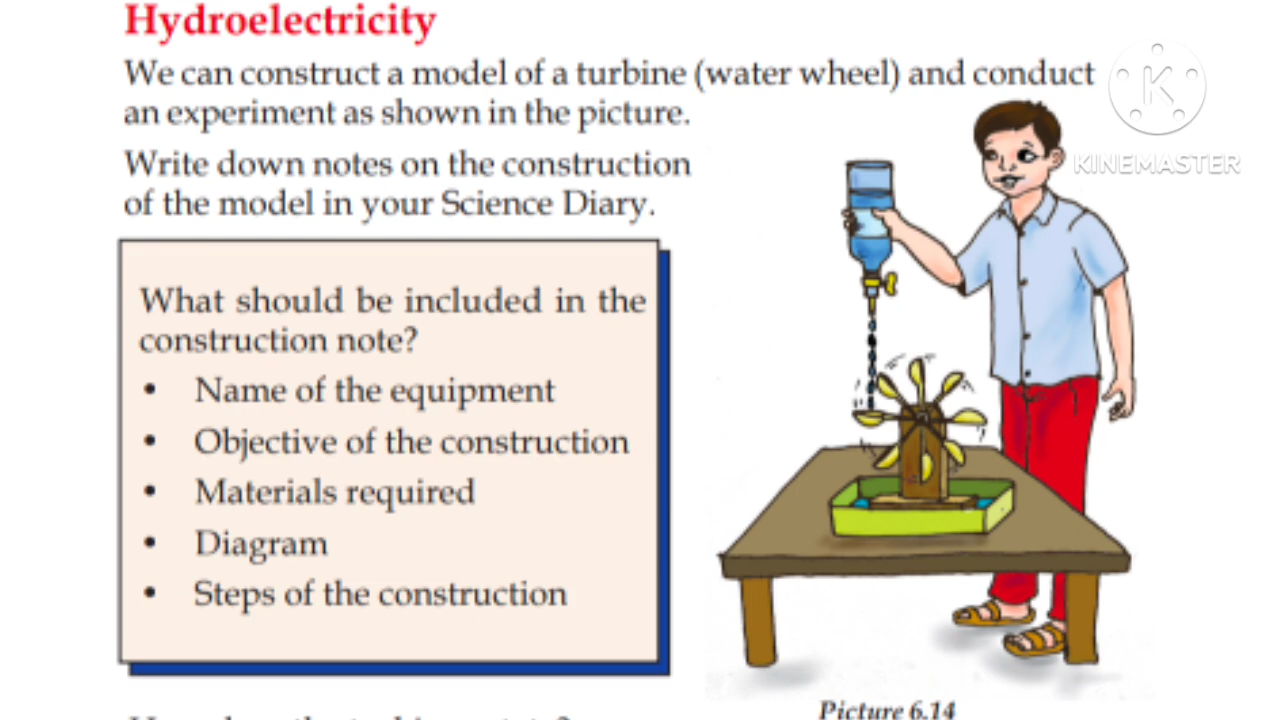 Hydroelectricity
We can construct a model of a turbine (water wheel) and conduct
an experiment as shown in the picture.
KINEMASTER
Write down notes on the construction
of the model in your Science Diary.
What should be included in the
construction note?
• Name of the equipment
• Objective of the construction
• Materials required
• Diagram
• Steps of the construction
Picture 6.14